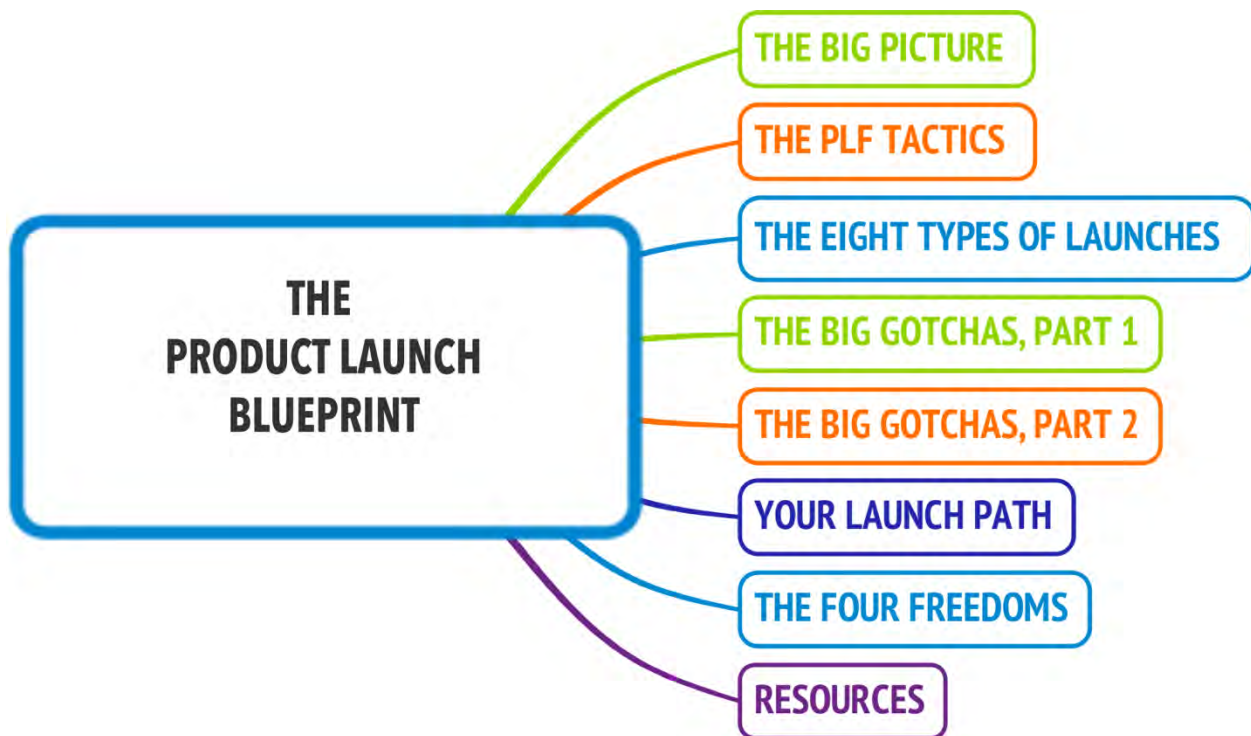 THE
PRODUCT LAUNCH
BLUEPRINT
THE BIG PICTURE
THE PLF TACTICS
THE EIGHT TYPES OF LAUNCHES
THE BIG GOTCHAS, PART 1
THE BIG GOTCHAS, PART 2
YOUR LAUNCH PATH
THE FOUR FREEDOMS
RESOURCES